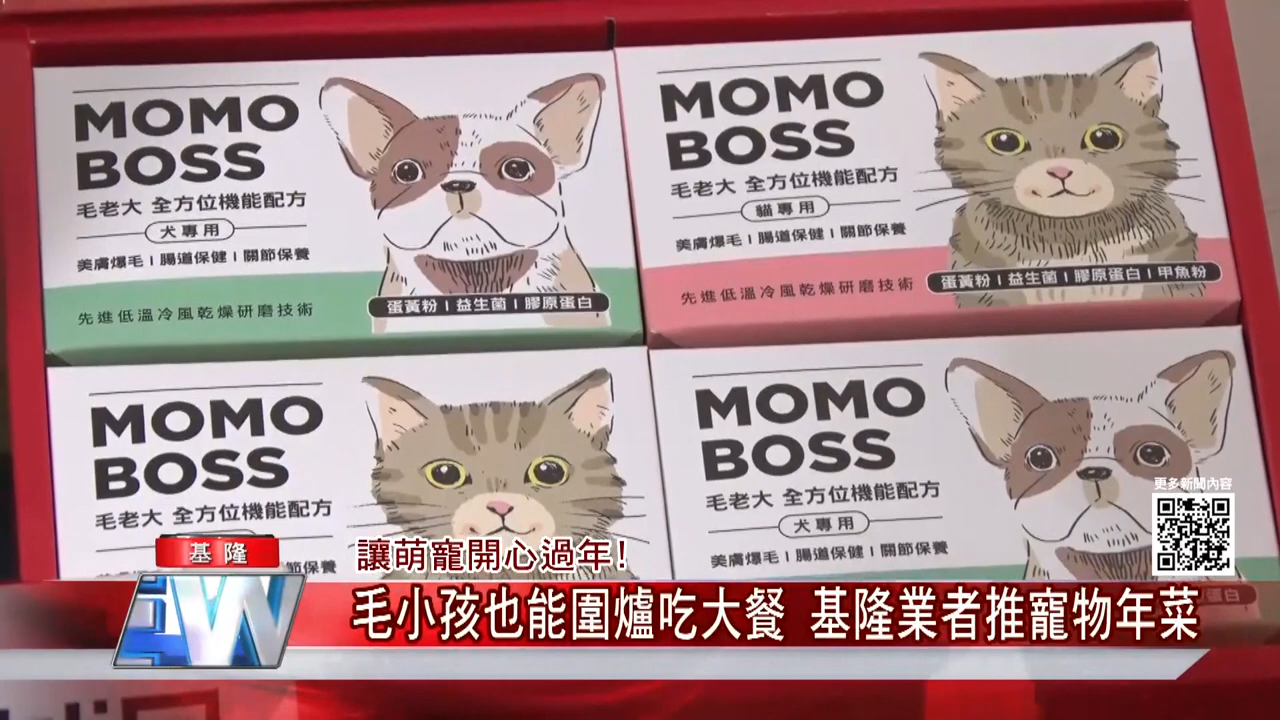 MOMO
BOSS
毛老大 全方位機能配方
犬專用
美膚爆毛 | 腸道保健 | 關節保養
先進低溫冷風乾燥研磨技術
蛋黃粉 | 益生菌 | 膠原蛋白
MOMO
BOSS
毛老大 全方位機能配方
貓專用
美膚爆毛 | 腸道保健 | 關節保養
先進低溫冷風乾燥研磨技術
蛋黃粉 | 益生菌 | 膠原蛋白 | 甲魚粉
MOMO
BOSS
毛老大 全方位機能配方
保養
MOMO
BOSS
毛老大 全方位機能配方
犬專用
美膚爆毛 | 腸道保健 | 關節保養
蛋白
更多新聞內容
基隆
讓萌寵開心過年!
毛小孩也能圍爐吃大餐 基隆業者推寵物年菜